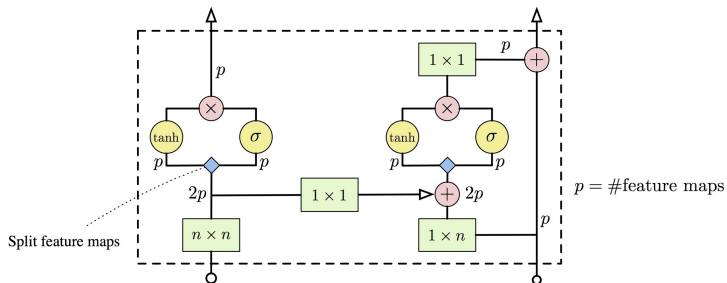 p
1 × 1
p
+
×
×
tanh
σ
tanh
σ
p
p
p
p
2p
1 × 1
+
2p
p = #feature maps
p
Split feature maps
n × n
1 × n